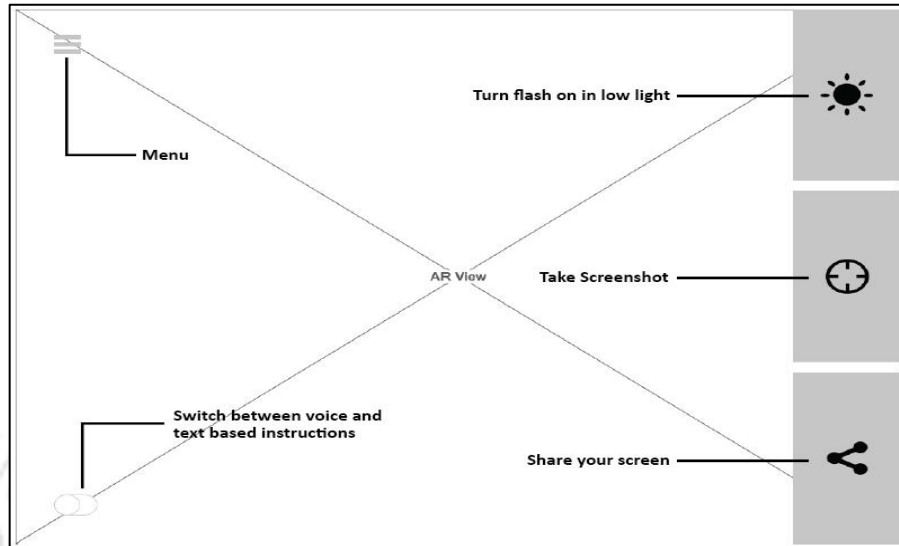 Turn flash on in low light
Menu
AR View
Take Screenshot
Switch between voice and
text based instructions
Share your screen